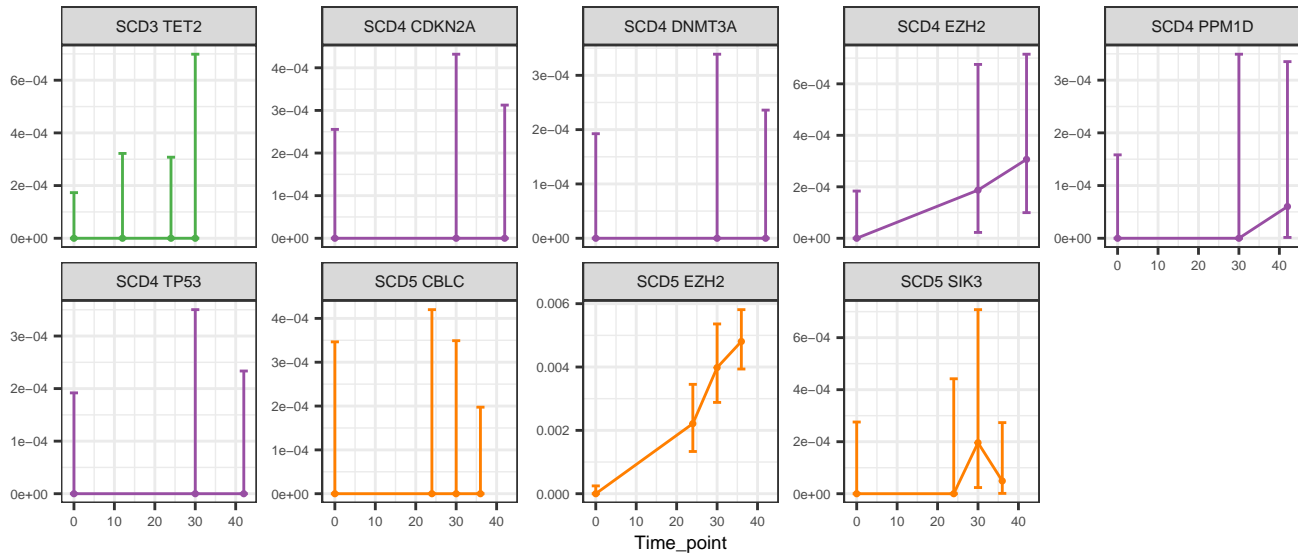 SCD3 TET2 SCD4 CDKN2A SCD4 DNMT3A SCD4 EZH2 SCD4 PPM1D
6e−04 4e−04 3e−04 6e−04 3e−04
4e−04 3e−04 2e−04 4e−04 2e−04
2e−04 2e−04 1e−04 2e−04 1e−04
1e−04
0e+00 0e+00 0e+00 0e+00 0e+00
0 10 20 30 40
SCD4 TP53 SCD5 CBLC SCD5 EZH2 SCD5 SIK3
3e−04 4e−04 0.006 6e−04
2e−04 3e−04 0.004 4e−04
1e−04 2e−04 0.002 2e−04
1e−04
0e+00 0e+00 0.000 0e+00
0 10 20 30 40 0 10 20 30 40 0 10 20 30 40 0 10 20 30 40
Time_point